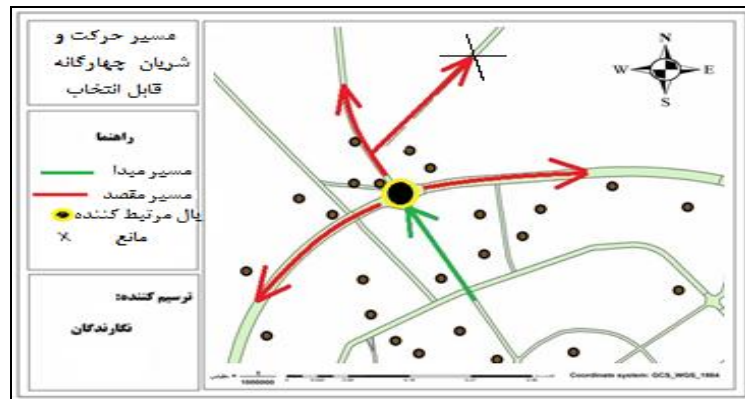 مسیر حرکت و
شریان چهارگانه
قابل انتخاب
راهنما
مسیر مبدا
مسیر مقصد
یال مرتبط کننده
مانع
ترسیم کننده:
نگارندگان
N
W E
S
1000000
Coordinate system: GCS_WGS_1984